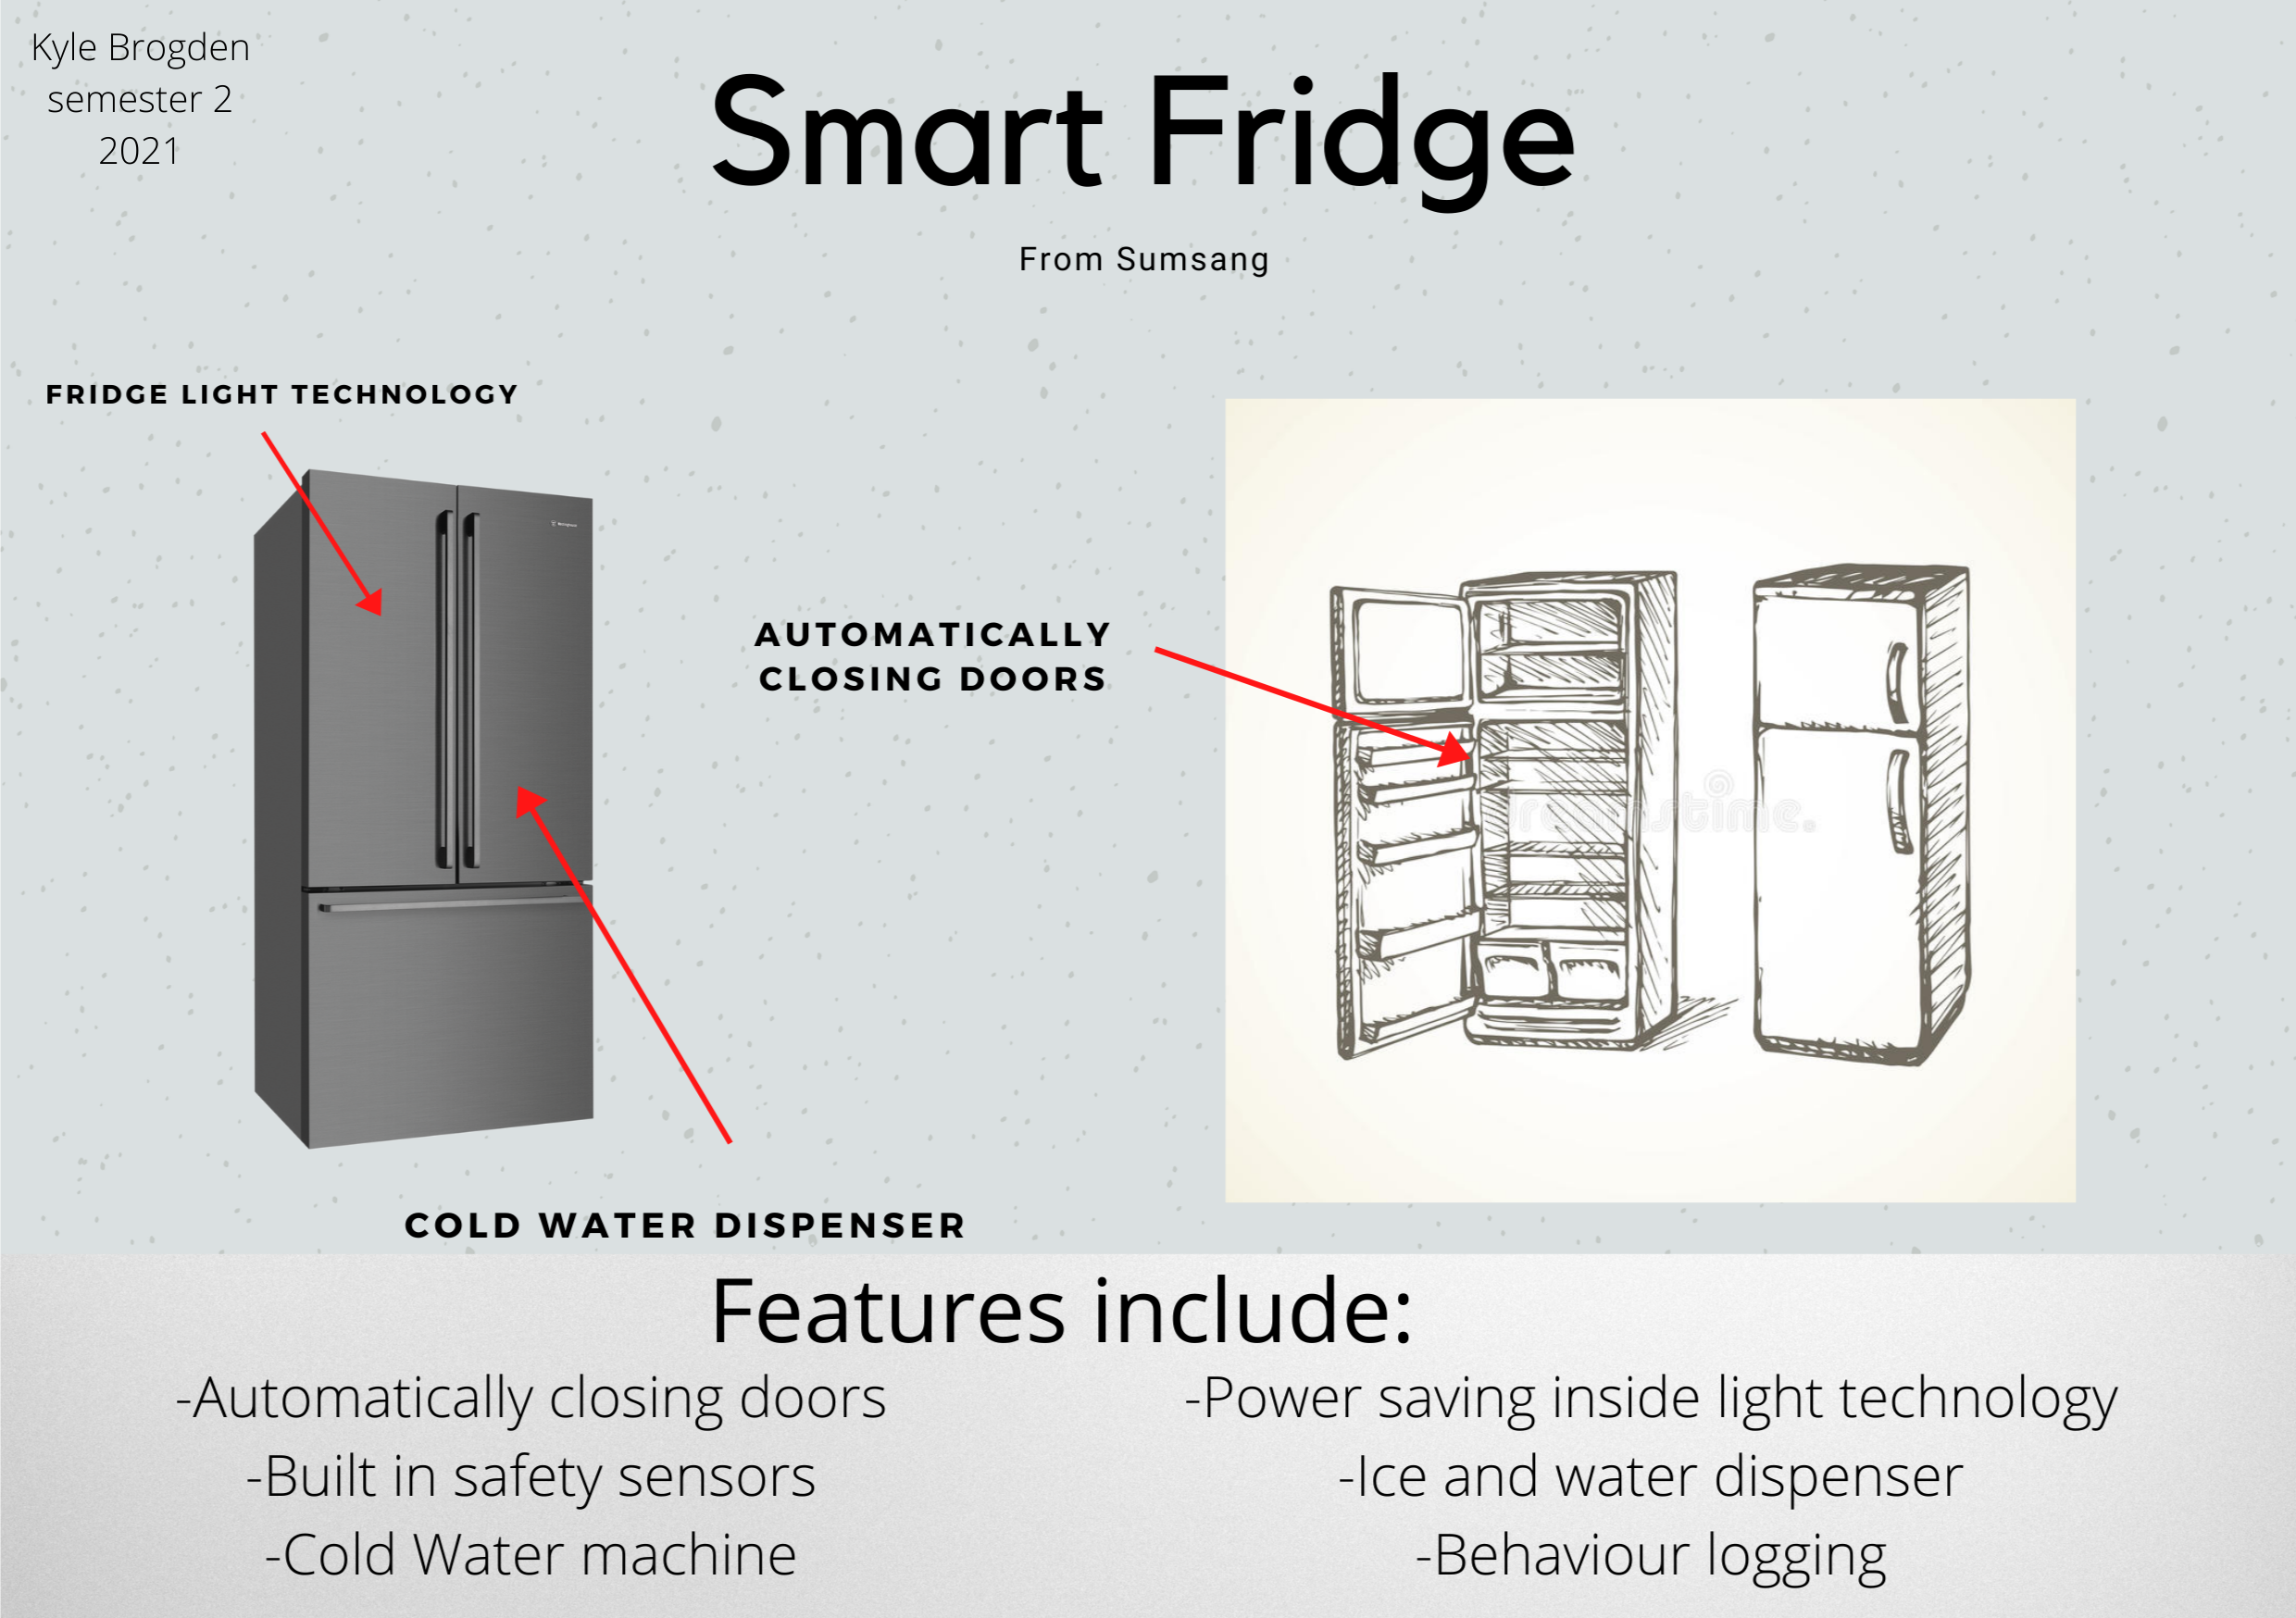 Kyle Brogden
semester 2
2021
Smart Fridge
From Sumsang
FRIDGE LIGHT TECHNOLOGY
Westinghouse
AUTOMATICALLY
CLOSING DOORS
dreamstime.
COLD WATER DISPENSER
Features include:
-Automatically closing doors
-Built in safety sensors
-Cold Water machine
-Power saving inside light technology
-Ice and water dispenser
-Behaviour logging